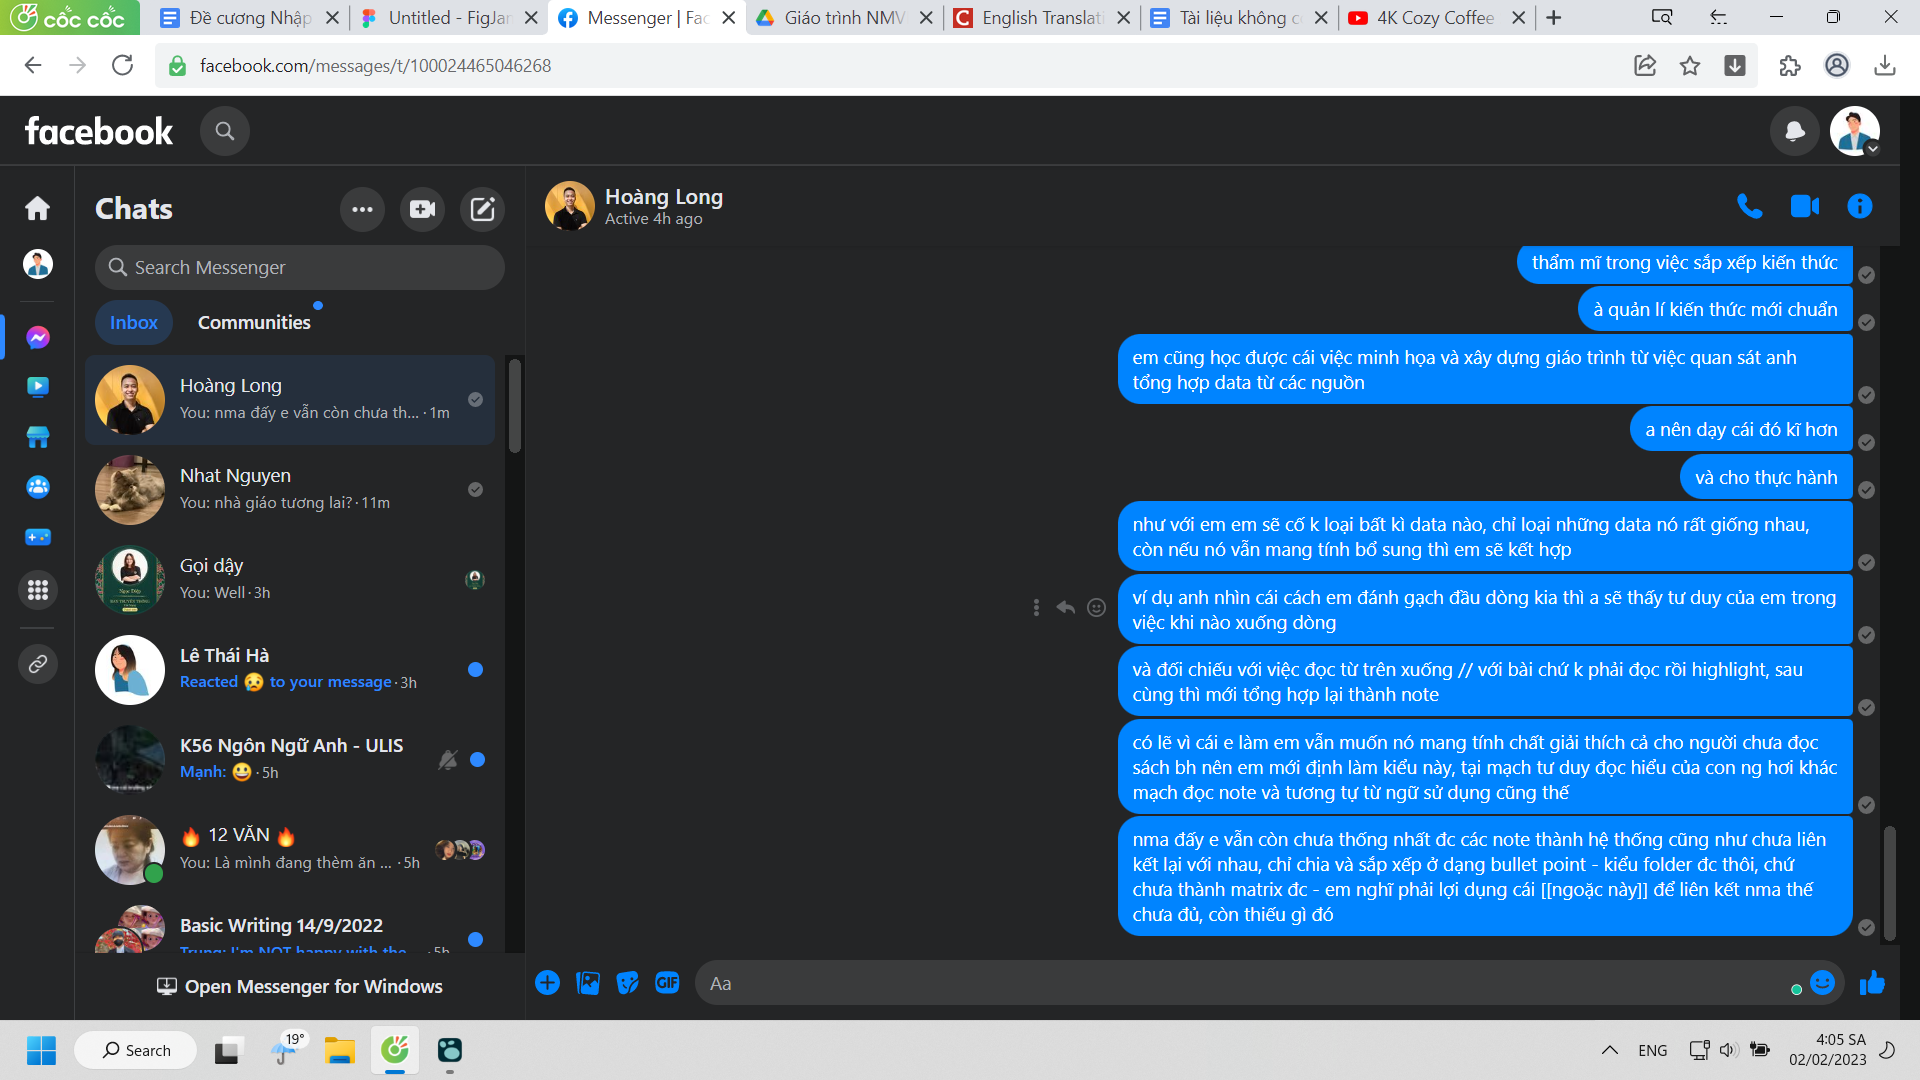 cốc cốc
Đề cương Nhập
Untitled - FigJam
Messenger | Fac
Giáo trình NMV
English Translati
Tài liệu không c
4K Cozy Coffee
facebook.com/messages/t/100024465046268
facebook
Chats
Search Messenger
Inbox
Communities
Hoàng Long
You: nma đấy e vẫn còn chưa th... · 1m
Nhat Nguyen
You: nhà giáo tương lai? · 11m
Gọi dậy
You: Well · 3h
Lê Thái Hà
Reacted 😥 to your message · 3h
K56 Ngôn Ngữ Anh - ULIS
Mạnh: 😀 · 5h
🔥 12 VĂN 🔥
You: Là mình đang thèm ăn ... · 5h
Basic Writing 14/9/2022
Trung: I'm NOT happy with the ... · 5h
Open Messenger for Windows
Hoàng Long
Active 4h ago
thẩm mĩ trong việc sắp xếp kiến thức
à quản lí kiến thức mới chuẩn
em cũng học được cái việc minh họa và xây dựng giáo trình từ việc quan sát anh
tổng hợp data từ các nguồn
a nên dạy cái đó kĩ hơn
và cho thực hành
như với em em sẽ cố k loại bất kì data nào, chỉ loại những data nó rất giống nhau,
còn nếu nó vẫn mang tính bổ sung thì em sẽ kết hợp
ví dụ anh nhìn cái cách em đánh gạch đầu dòng kia thì a sẽ thấy tư duy của em trong
việc khi nào xuống dòng
và đối chiếu với việc đọc từ trên xuống // với bài chứ k phải đọc rồi highlight, sau
cùng thì mới tổng hợp lại thành note
có lẽ vì cái e làm em vẫn muốn nó mang tính chất giải thích cả cho người chưa đọc
sách bh nên em mới định làm kiểu này, tại mạch tư duy đọc hiểu của con ng hơi khác
mạch đọc note và tương tự từ ngữ sử dụng cũng thế
nma đấy e vẫn còn chưa thống nhất đc các note thành hệ thống cũng như chưa liên
kết lại với nhau, chỉ chia và sắp xếp ở dạng bullet point - kiểu folder đc thôi, chứ
chưa thành matrix đc - em nghĩ phải lợi dụng cái [[ngoặc này]] để liên kết nma thế
chưa đủ, còn thiếu gì đó
GIF
Aa
Search
19°
ENG
4:05 SA
02/02/2023